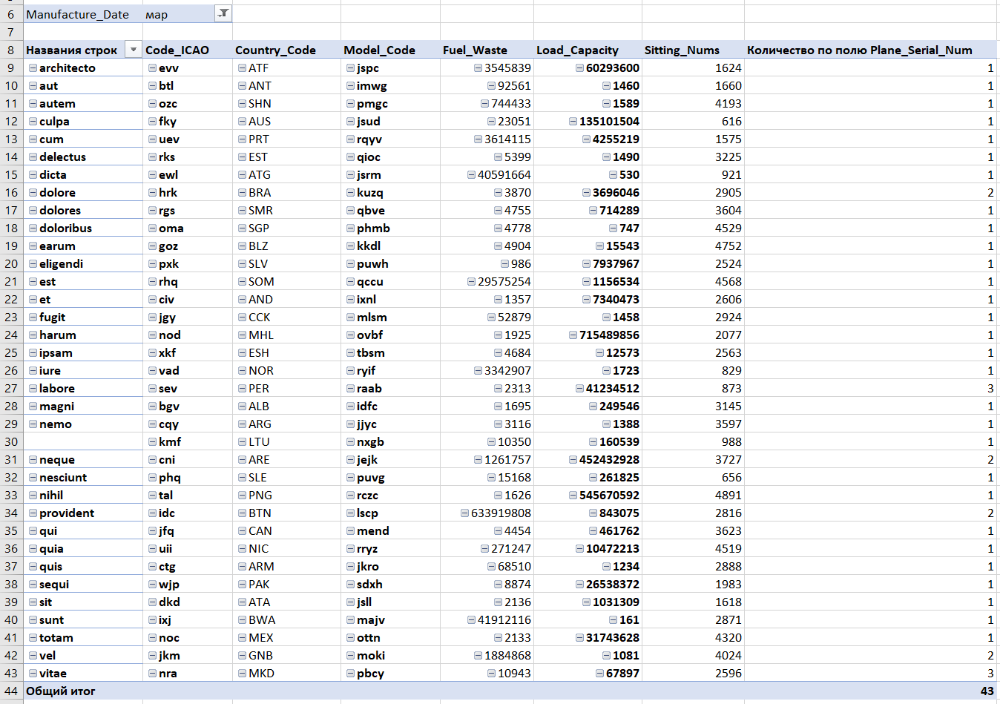 6 Manufacture_Date мар
7
8 Названия строк Code_ICAO Country_Code Model_Code Fuel_Waste Load_Capacity Sitting_Nums Количество по полю Plane_Serial_Num
9 architecto evv ATF jspc 3545839 60293600 1624 1
10 aut btl ANT imwg 92561 1460 1660 1
11 autem ozc SHN pmgc 744433 1589 4193 1
12 culpa fky AUS jsud 23051 135101504 616 1
13 cum uev PRT rqyv 3614115 4255219 1575 1
14 delectus rks EST qioc 5399 1490 3225 1
15 dicta ewl ATG jsrm 40591664 530 921 1
16 dolore hrk BRA kuzq 3870 3696046 2905 2
17 dolores rgs SMR qbve 4755 714289 3604 1
18 doloribus oma SGP phmb 4778 747 4529 1
19 earum goz BLZ kkdl 4904 15543 4752 1
20 eligendi pxk SLV puwh 986 7937967 2524 1
21 est rhq SOM qccu 29575254 1156534 4568 1
22 et civ AND ixnl 1357 7340473 2606 1
23 fugit jgy CCK mlsm 52879 1458 2924 1
24 harum nod MHL ovbf 1925 715489856 2077 1
25 ipsam xkf ESH tbsm 4684 12573 2563 1
26 iure vad NOR ryif 3342907 1723 829 1
27 labore sev PER raab 2313 41234512 873 3
28 magni bgv ALB idfc 1695 249546 3145 1
29 nemo cqy ARG jjyc 3116 1388 3597 1
30 kmf LTU nxgb 10350 160539 988 1
31 neque cni ARE jejk 1261757 452432928 3727 2
32 nesciunt phq SLE puvg 15168 261825 656 1
33 nihil tal PNG rczc 1626 545670592 4891 1
34 provident idc BTN lscp 633919808 843075 2816 2
35 qui jfq CAN mend 4454 461762 3623 1
36 quia uii NIC rryz 271247 10472213 4519 1
37 quis ctg ARM jkro 68510 1234 2888 1
38 sequi wjp PAK sdxh 8874 26538372 1983 1
39 sit dkd ATA jsll 2136 1031309 1618 1
40 sunt ixj BWA majv 41912116 161 2871 1
41 totam noc MEX ottn 2133 31743628 4320 1
42 vel jkm GNB moki 1884868 1081 4024 2
43 vitae nra MKD pbcy 10943 67897 2596 3
44 Общий итог 43